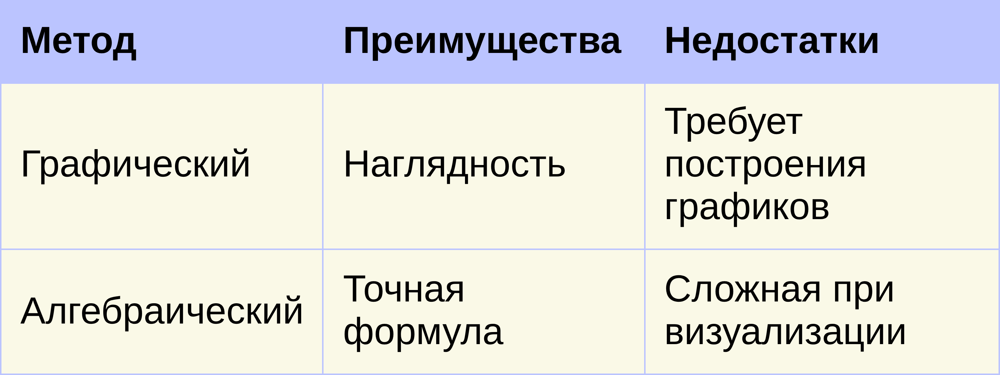 Метод Преимущества Недостатки
Графический Наглядность Требует
построения
графиков
Алгебраический Точная
формула Сложная при
визуализации